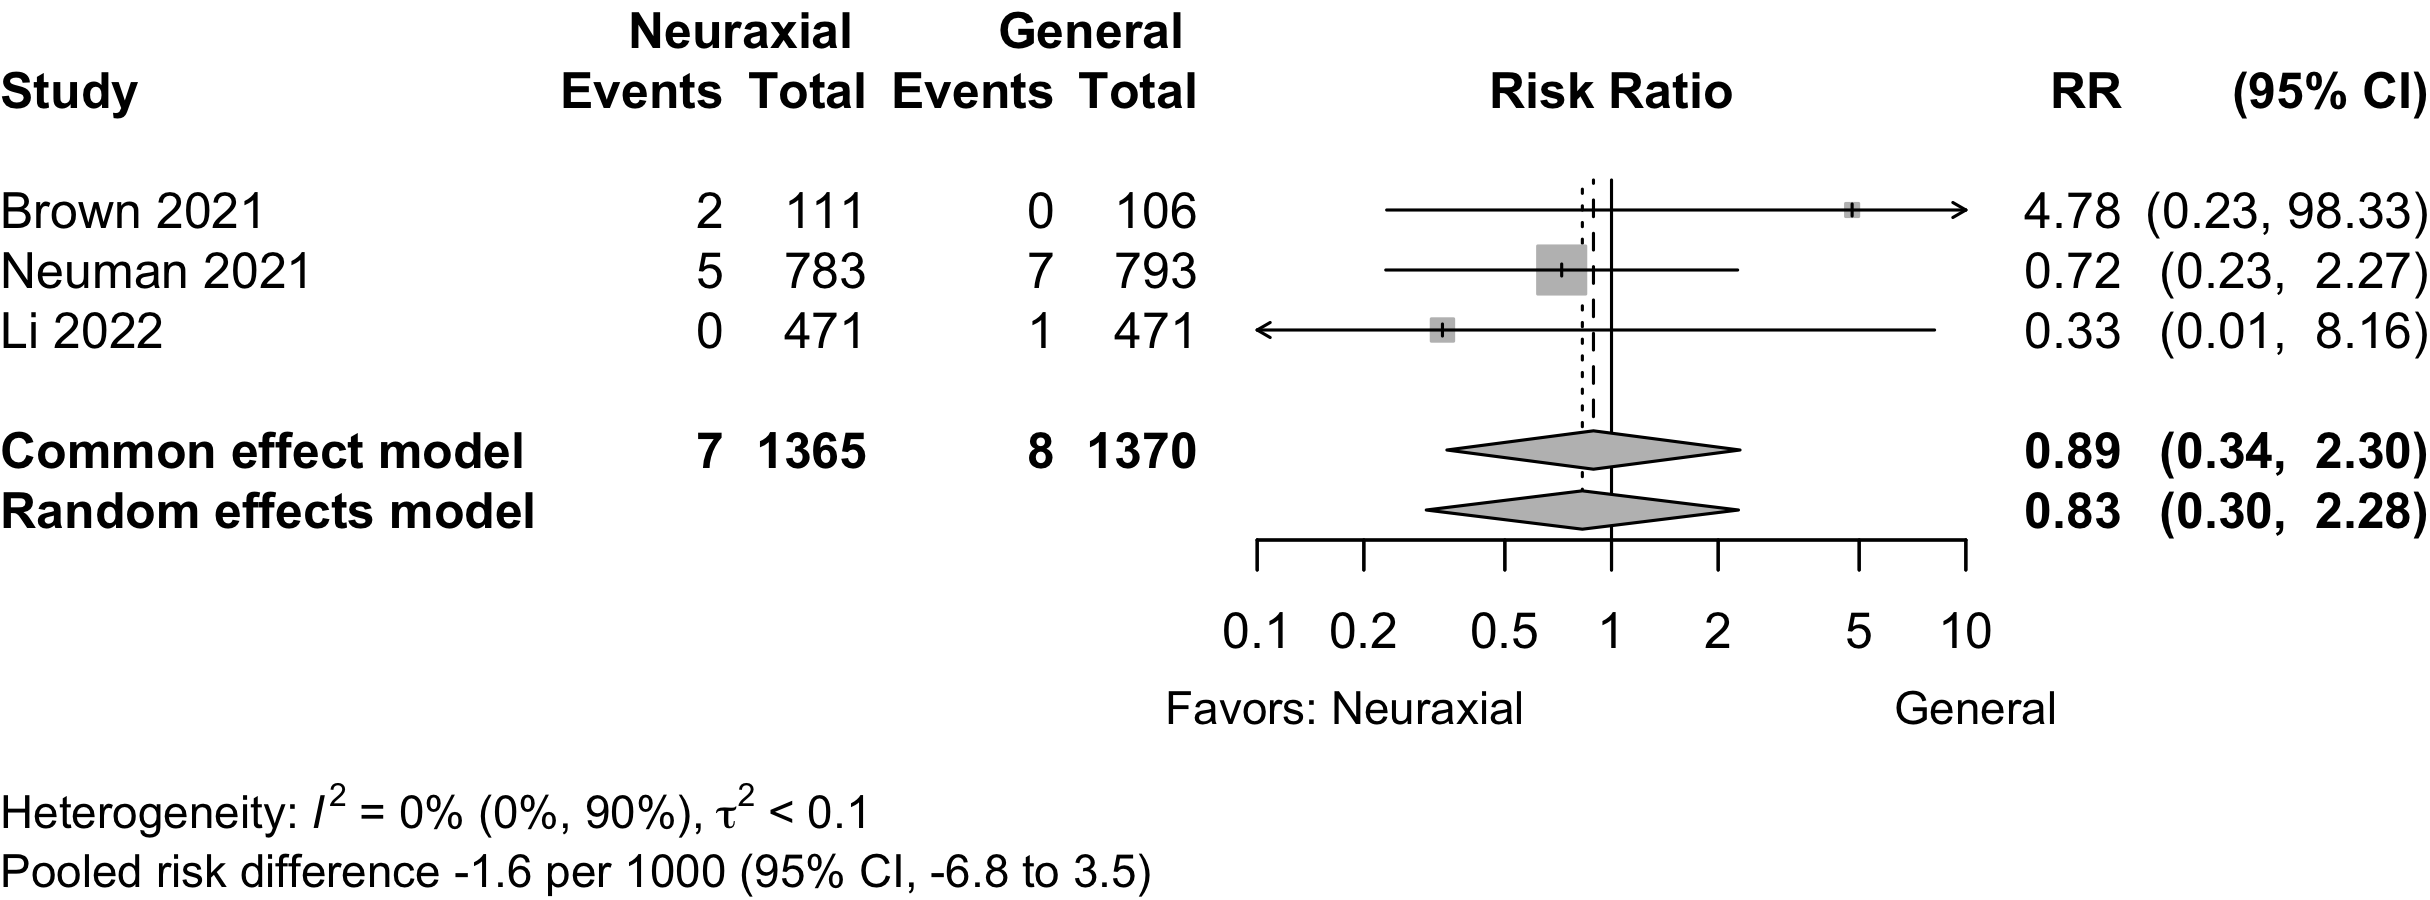 Neuraxial General
Study Events Total Events Total Risk Ratio RR (95% CI)
Brown 2021 2 111 0 106 4.78 (0.23, 98.33)
Neuman 2021 5 783 7 793 0.72 (0.23, 2.27)
Li 2022 0 471 1 471 0.33 (0.01, 8.16)
Common effect model 7 1365 8 1370 0.89 (0.34, 2.30)
Random effects model 0.83 (0.30, 2.28)
0.1 0.2 0.5 1 2 5 10
Favors: Neuraxial General
Heterogeneity: I² = 0% (0%, 90%), τ² < 0.1
Pooled risk difference -1.6 per 1000 (95% CI, -6.8 to 3.5)